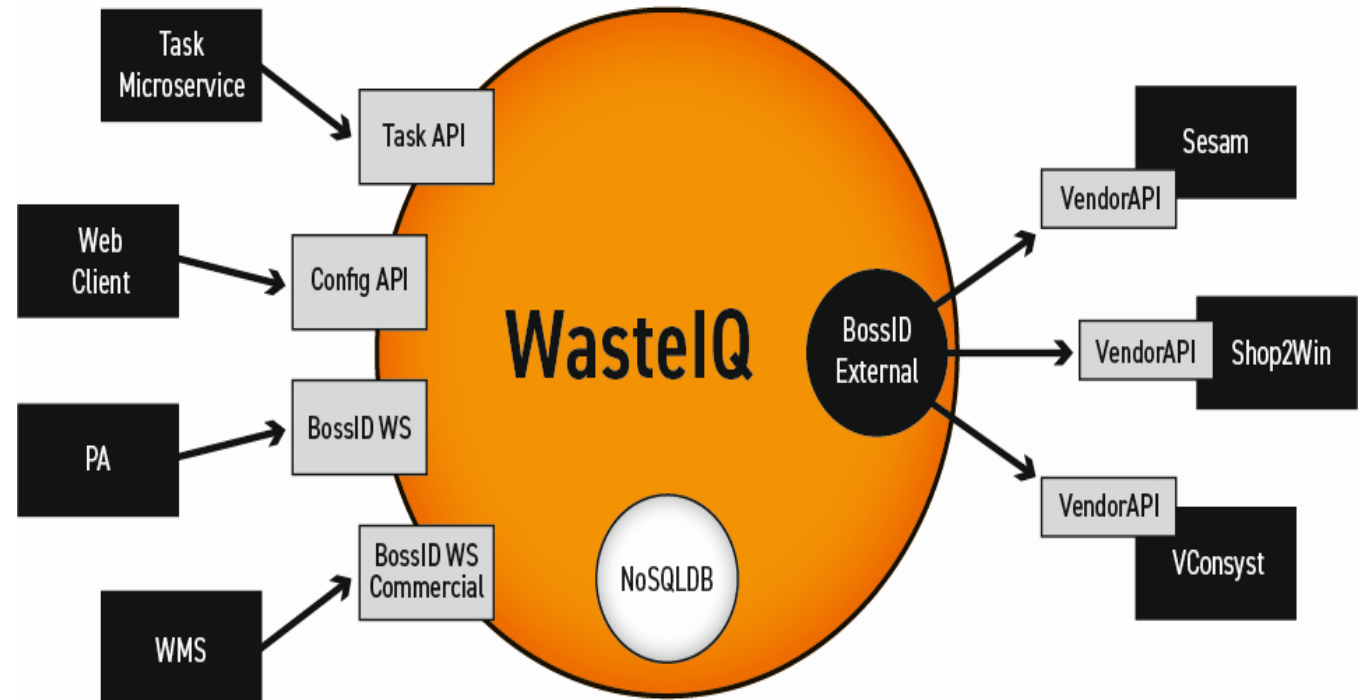 Task
Microservice
Task API
Web
Client
Config API
PA
BossID WS
WMS
BossID WS
Commercial
WasteIQ
NoSQLDB
BossID
External
VendorAPI
Sesam
VendorAPI
Shop2Win
VendorAPI
VConsyst